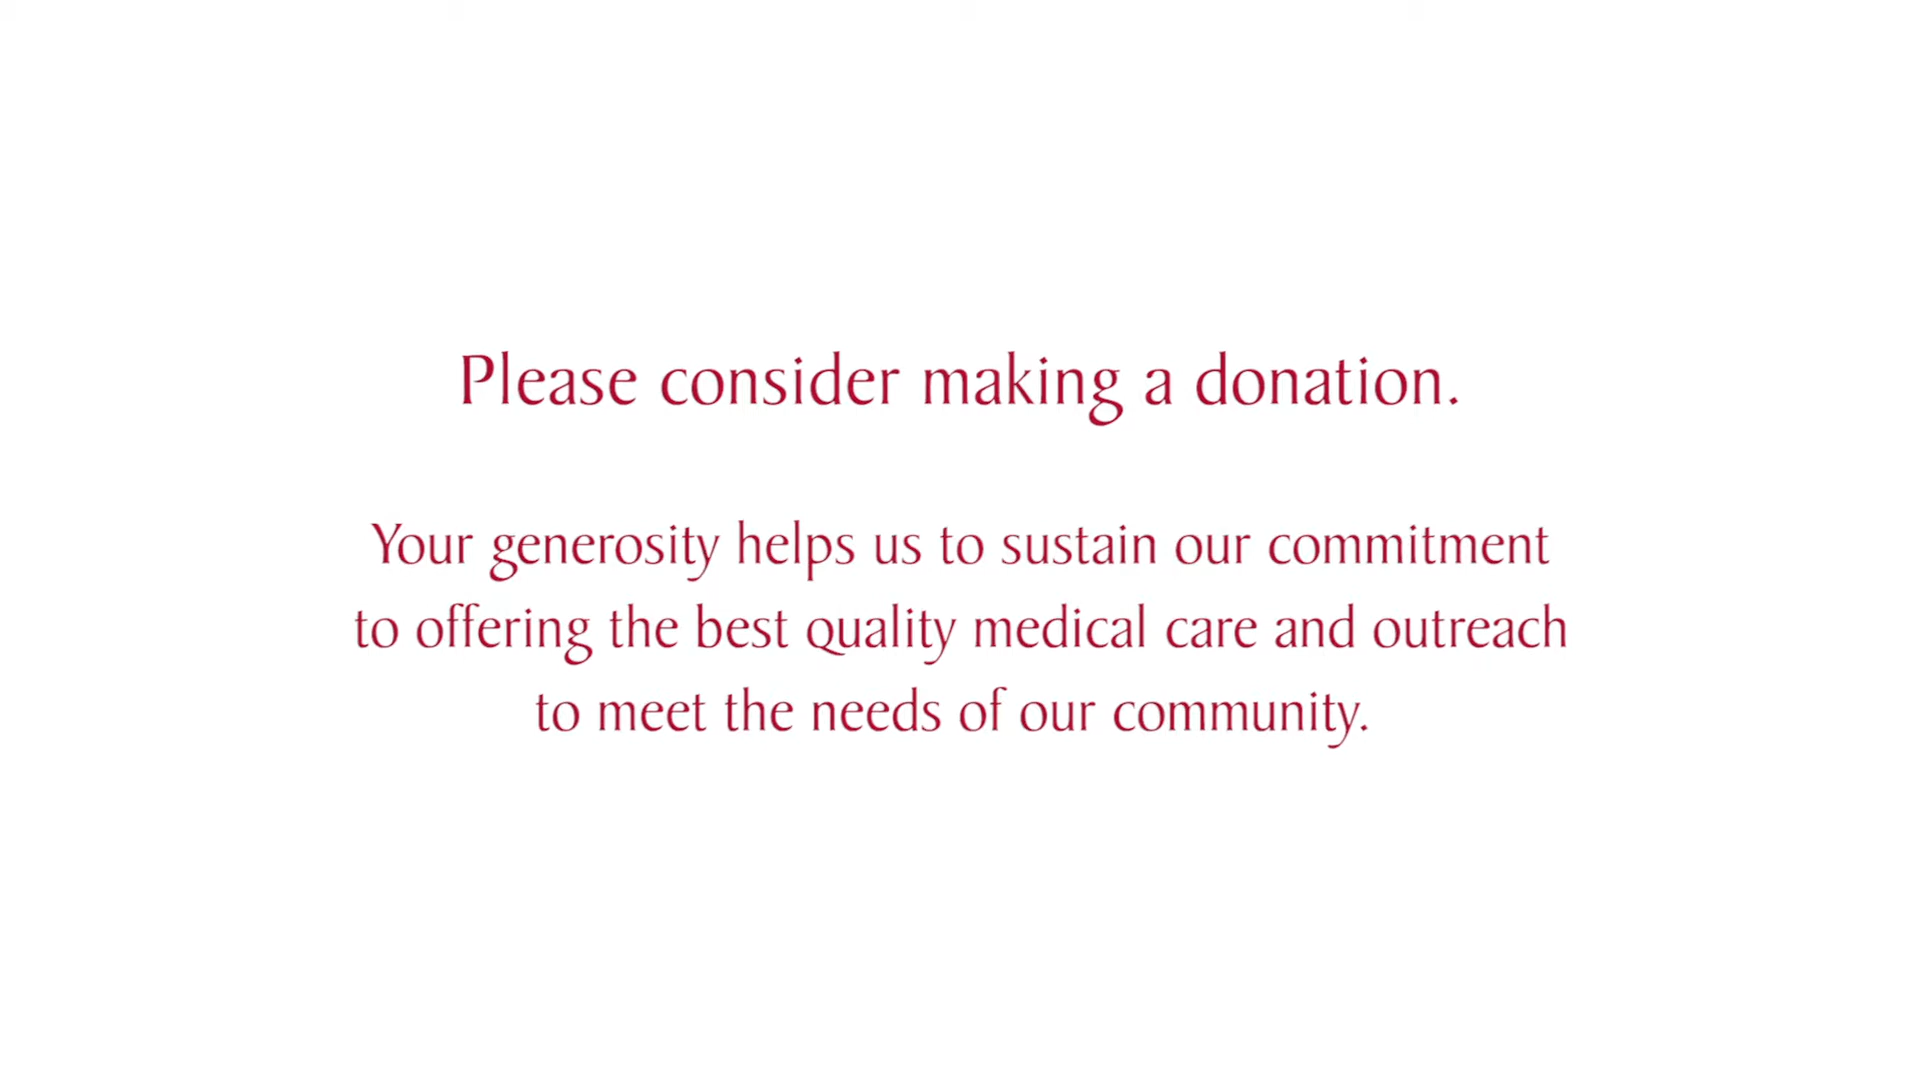 Please consider making a donation.
Your generosity helps us to sustain our commitment
to offering the best quality medical care and outreach
to meet the needs of our community.